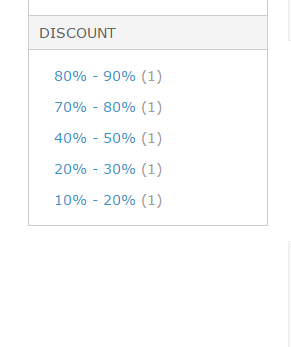 DISCOUNT
80% - 90% (1)
70% - 80% (1)
40% - 50% (1)
20% - 30% (1)
10% - 20% (1)